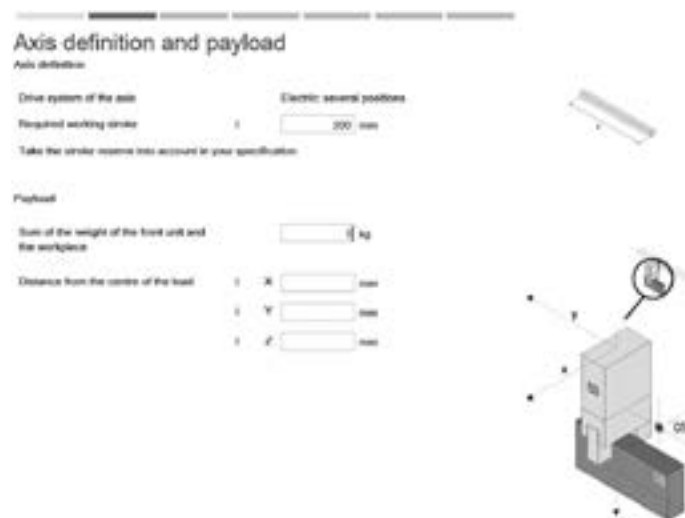 Axis definition and payload
Axis definition
Drive system of the axis Electric several positions
Required working stroke 200 mm
Take the stroke reserve into account in your specification
Payload
Sum of the weight of the front unit and kg
the workpiece
Distance from the centre of the load X mm
Y mm
Z mm
y
x